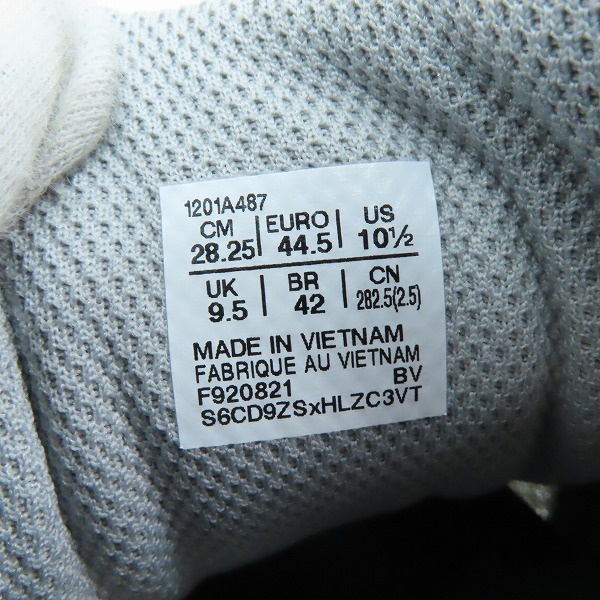 1201A487
CM EURO US
28.25 44.5 10½
UK BR CN
9.5 42 282.5(2.5)
MADE IN VIETNAM
FABRIQUE AU VIETNAM
F920821 BV
S6CD9ZSxHLZC3VT